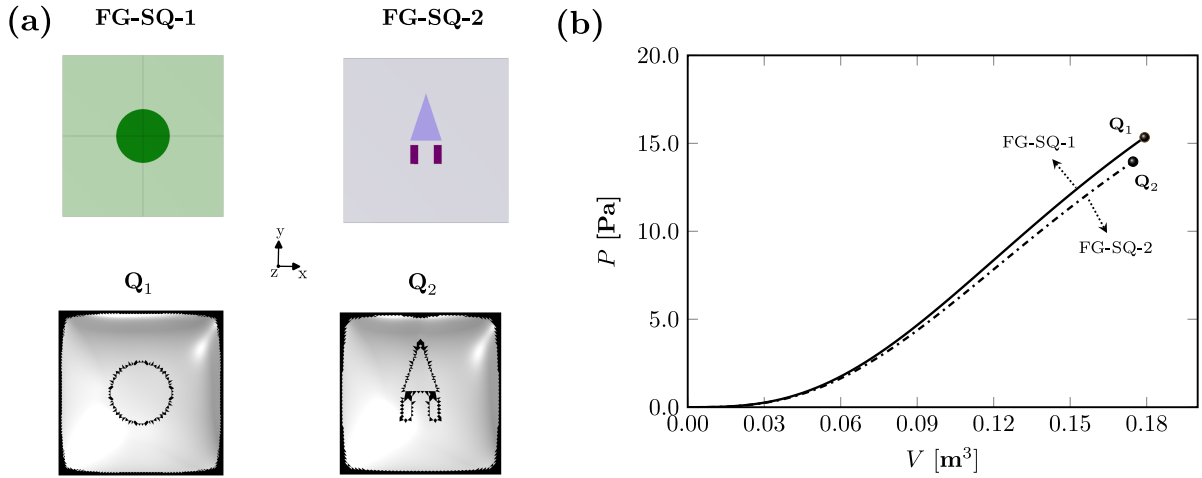 (a)
FG-SQ-1
FG-SQ-2
y
z
x
Q₁
Q₂
(b)
20.0
15.0
10.0
5.0
0.0
P [Pa]
Q₁
FG-SQ-1
Q₂
FG-SQ-2
0.00 0.03 0.06 0.09 0.12 0.15 0.18
V [m³]